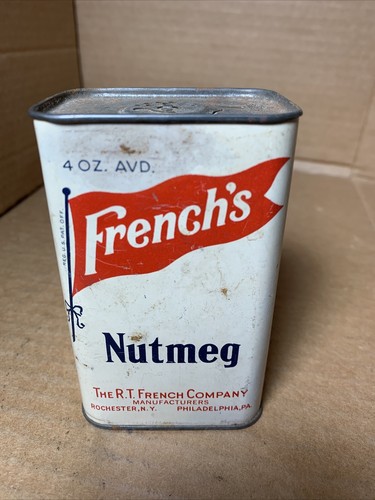 4 OZ. AVD.
French's
REG. U.S. PAT. OFF.
Nutmeg
THE R.T. FRENCH COMPANY
MANUFACTURERS
ROCHESTER, N.Y. PHILADELPHIA, PA.